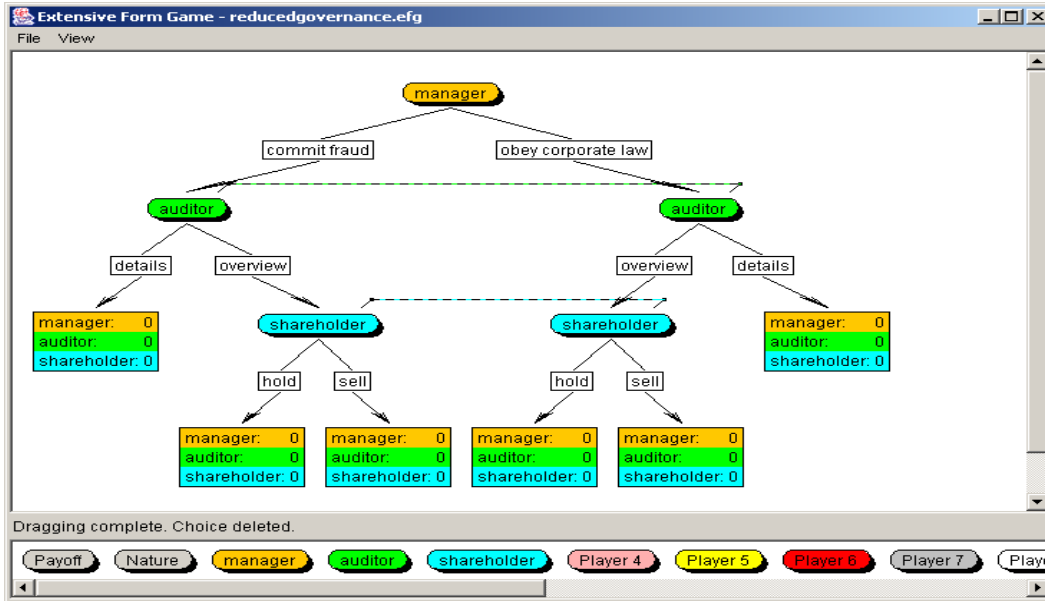 Extensive Form Game - reducedgovernance.efg
File View
manager
commit fraud obey corporate law
auditor auditor
details overview overview details
manager: 0 shareholder shareholder manager: 0
auditor: 0 auditor: 0
shareholder: 0 shareholder: 0
hold sell hold sell
manager: 0 manager: 0 manager: 0 manager: 0
auditor: 0 auditor: 0 auditor: 0 auditor: 0
shareholder: 0 shareholder: 0 shareholder: 0 shareholder: 0
Dragging complete. Choice deleted.
Payoff Nature manager auditor shareholder Player 4 Player 5 Player 6 Player 7 Playe